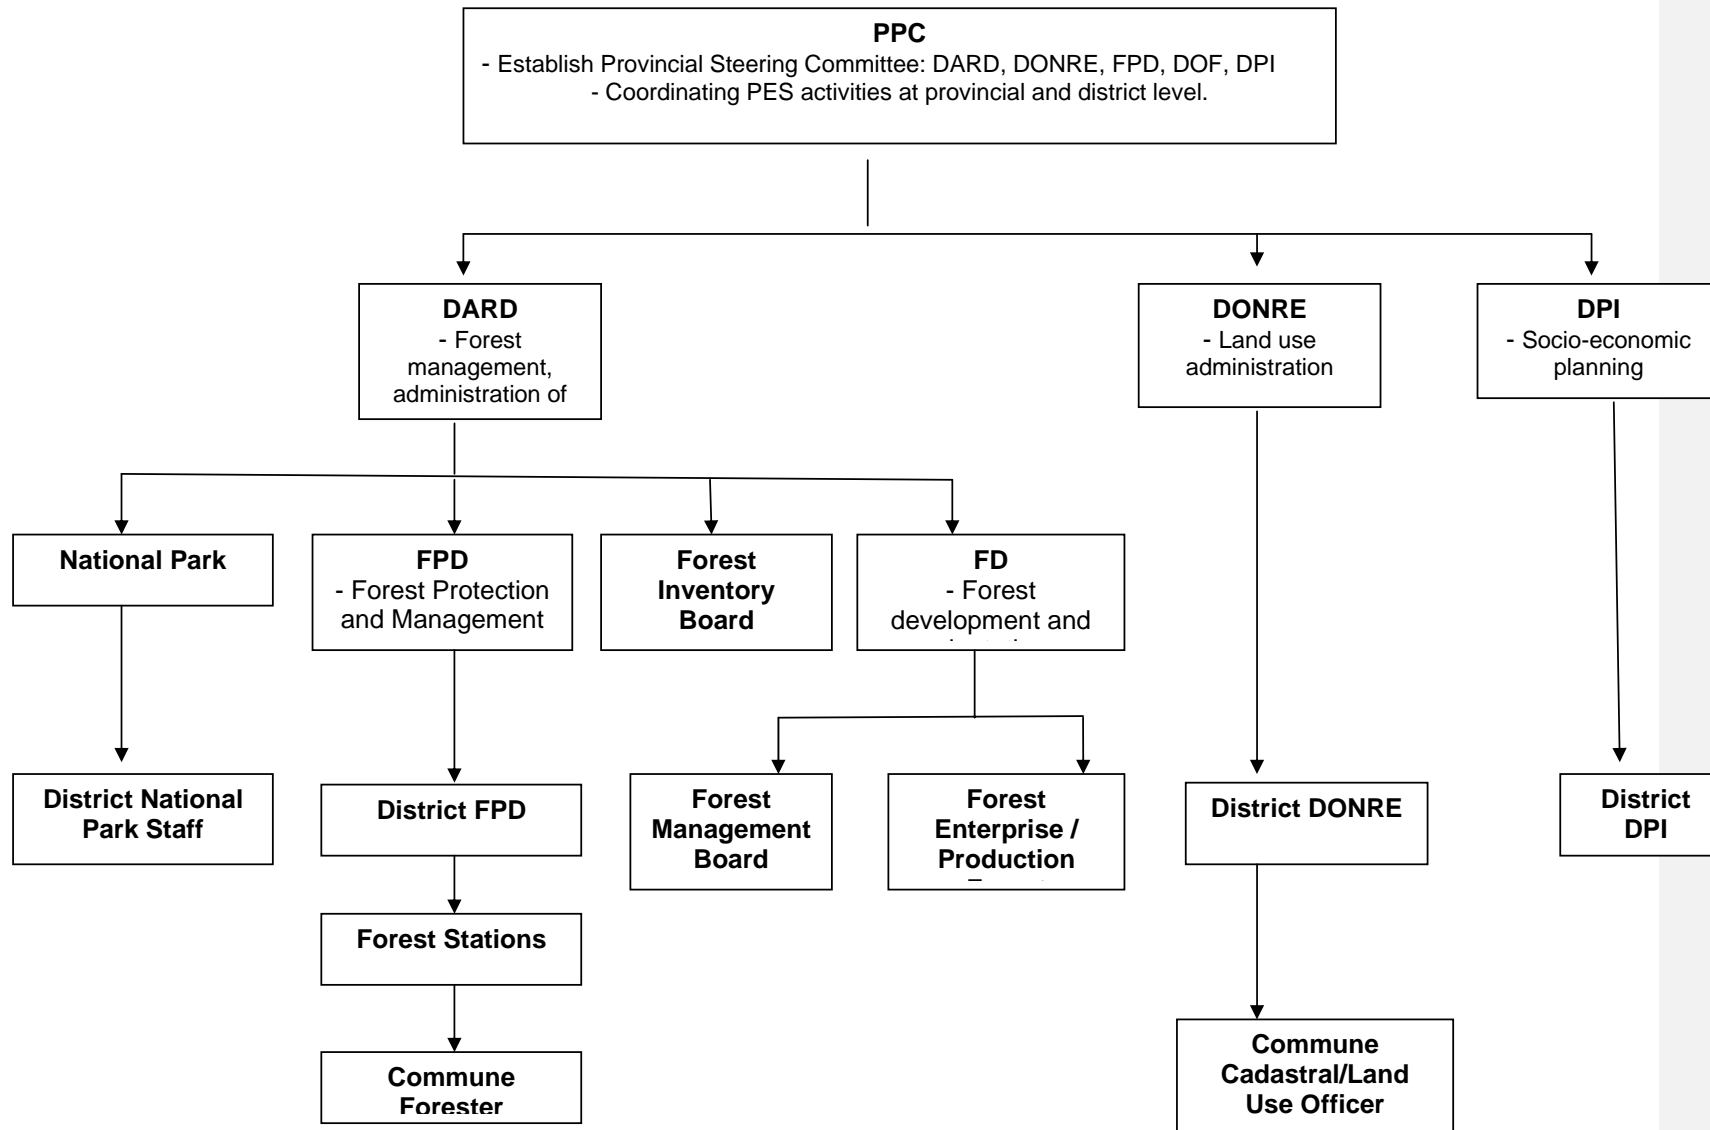 PPC
- Establish Provincial Steering Committee: DARD, DONRE, FPD, DOF, DPI
- Coordinating PES activities at provincial and district level.
DARD
- Forest
management,
administration of
DONRE
- Land use
administration
DPI
- Socio-economic
planning
National Park
FPD
- Forest Protection
and Management
Forest
Inventory
Board
FD
- Forest
development and
District National
Park Staff
District FPD
Forest
Management
Board
Forest
Enterprise /
Production
District DONRE
District
DPI
Forest Stations
Commune
Forester
Commune
Cadastral/Land
Use Officer